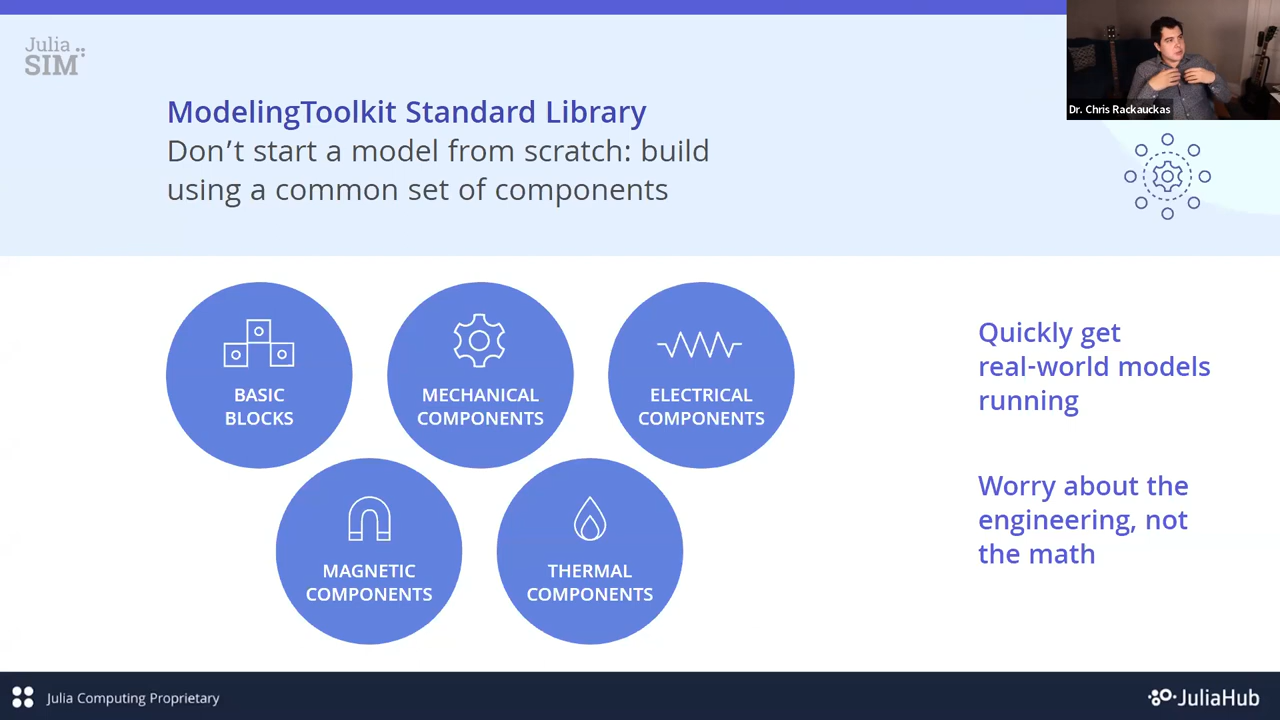 Julia
SIM
Dr. Chris Rackauckas
ModelingToolkit Standard Library
Don't start a model from scratch: build
using a common set of components
BASIC
BLOCKS
MECHANICAL
COMPONENTS
ELECTRICAL
COMPONENTS
MAGNETIC
COMPONENTS
THERMAL
COMPONENTS
Quickly get
real-world models
running
Worry about the
engineering, not
the math
Julia Computing Proprietary
JuliaHub